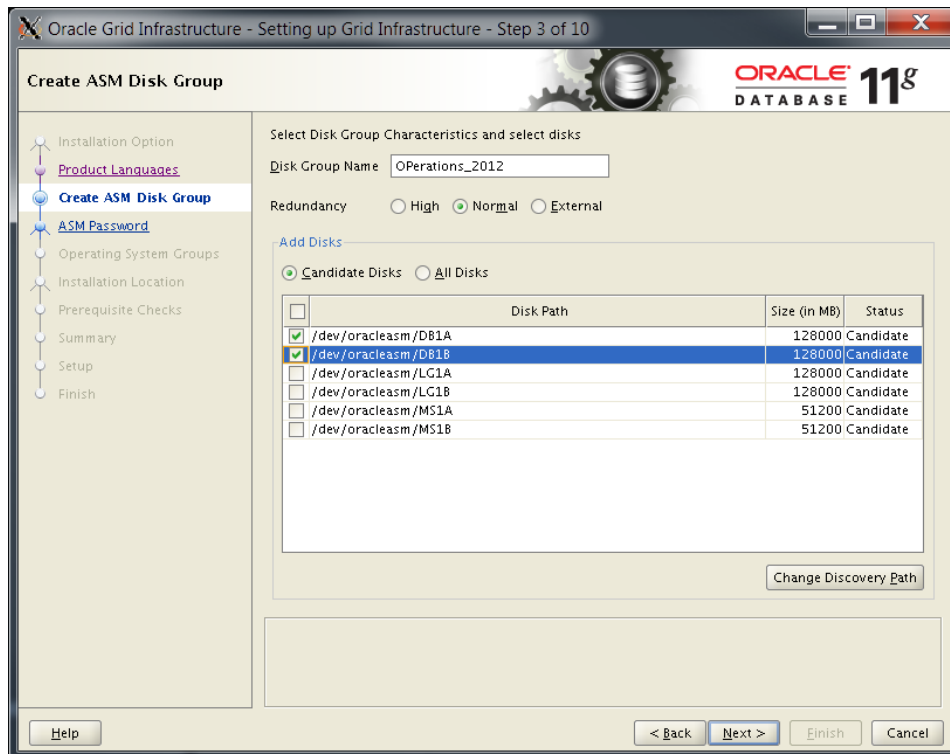 Oracle Grid Infrastructure - Setting up Grid Infrastructure - Step 3 of 10
Create ASM Disk Group
ORACLE
DATABASE 11g
Installation Option
Product Languages
Create ASM Disk Group
ASM Password
Operating System Groups
Installation Location
Prerequisite Checks
Summary
Setup
Finish
Select Disk Group Characteristics and select disks
Disk Group Name OPerations_2012
Redundancy High Normal External
Add Disks
Candidate Disks All Disks
Disk Path Size (in MB) Status
/dev/oracleasm/DB1A 128000 Candidate
/dev/oracleasm/DB1B 128000 Candidate
/dev/oracleasm/LG1A 128000 Candidate
/dev/oracleasm/LG1B 128000 Candidate
/dev/oracleasm/MS1A 51200 Candidate
/dev/oracleasm/MS1B 51200 Candidate
Change Discovery Path
Help < Back Next > Finish Cancel